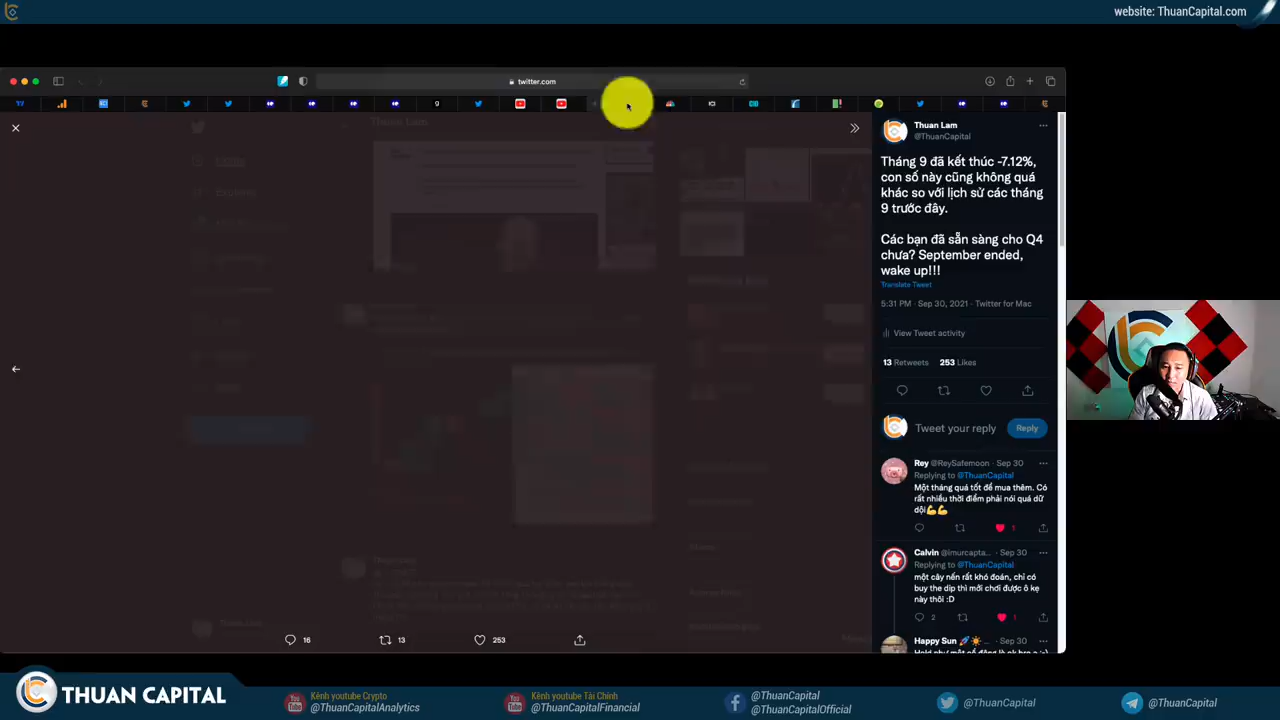 website: ThuanCapital.com
twitter.com
Thuan Lam
@ThuanCapital
Tháng 9 đã kết thúc -7.12%,
con số này cũng không quá
khác so với lịch sử các tháng
9 trước đây.
Các bạn đã sẵn sàng cho Q4
chưa? September ended,
wake up!!!
Translate Tweet
5:31 PM · Sep 30, 2021 · Twitter for Mac
View Tweet activity
13 Retweets 253 Likes
Tweet your reply
Reply
Rey @ReySafemoon · Sep 30
Replying to @ThuanCapital
Một tháng quá tốt để mua thêm. Có
rất nhiều thời điểm phải nói quá dữ
dội💪💪
1
Calvin @imurcapta... · Sep 30
Replying to @ThuanCapital
một cây nến rất khó đoán, chỉ có
buy the dip thì mới chơi được ô kẹ
này thôi :D
2 1
Happy Sun 🚀☀️ ... · Sep 30
16 13 253
THUAN CAPITAL
Kênh youtube Crypto
@ThuanCapitalAnalytics
Kênh youtube Tài Chính
@ThuanCapitalFinancial
@ThuanCapital
@ThuanCapitalOfficial
@ThuanCapital
@ThuanCapital